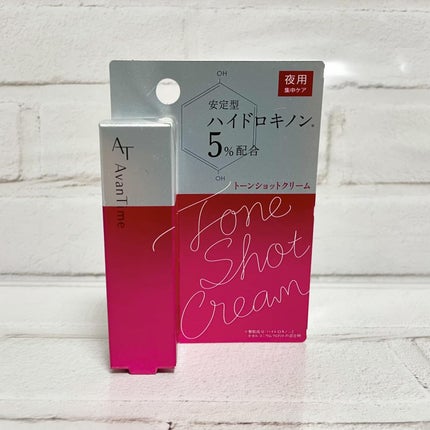 夜用
集中ケア
OH
安定型
ハイドロキノン※
5%配合
OH
トーンショットクリーム
Tone
Shot
Cream
AT
AvanTime